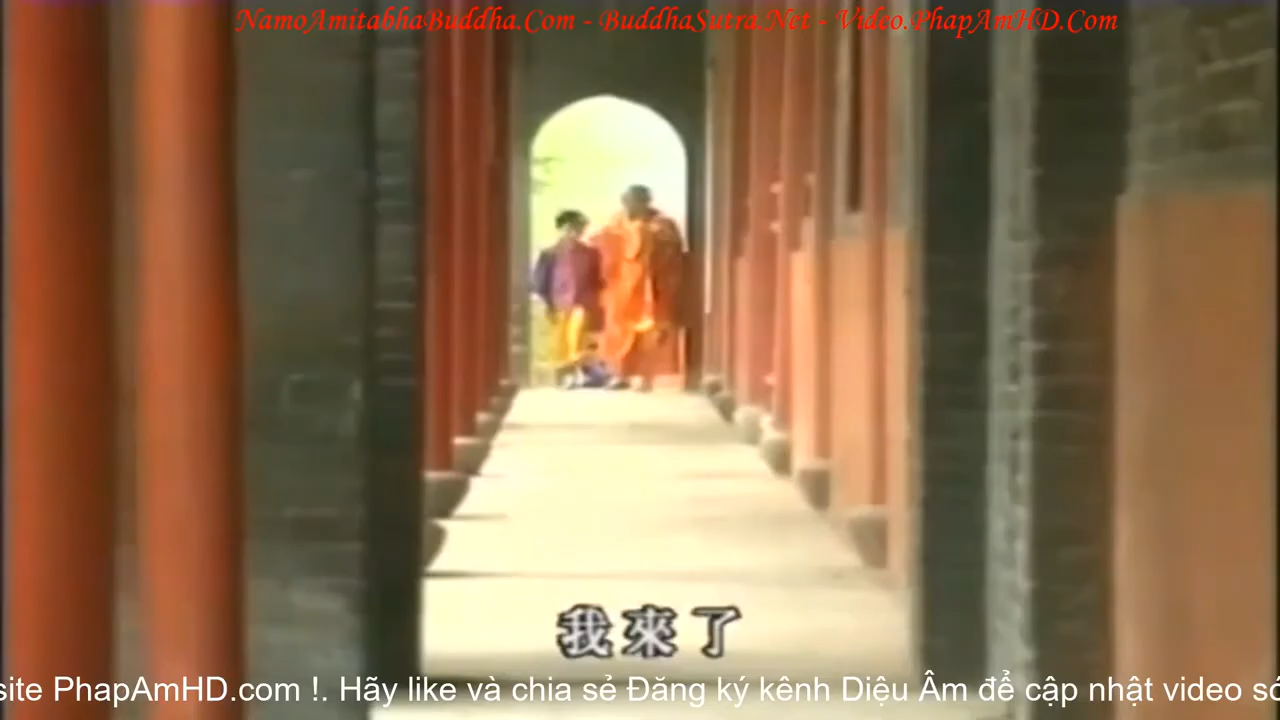 NamoAmitabhaBuddha.Com - BuddhaSutra.Net - Video.PhapAmHD.Com
我來了
site PhapAmHD.com !. Hãy like và chia sẻ Đăng ký kênh Diệu Âm để cập nhật video số